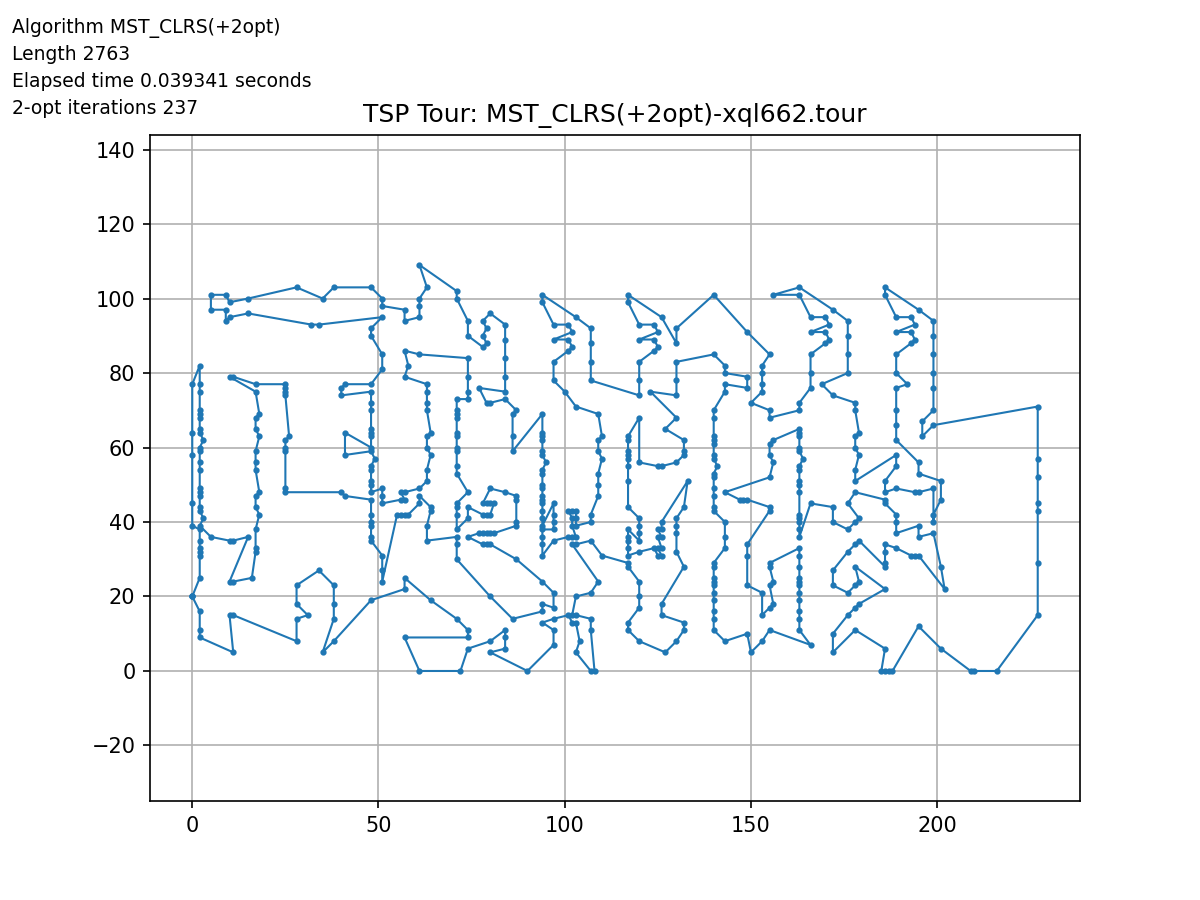 Algorithm MST_CLRS(+2opt)
Length 2763
Elapsed time 0.039341 seconds
2-opt iterations 237
TSP Tour: MST_CLRS(+2opt)-xql662.tour
140
120
100
80
60
40
20
0
−20
0 50 100 150 200